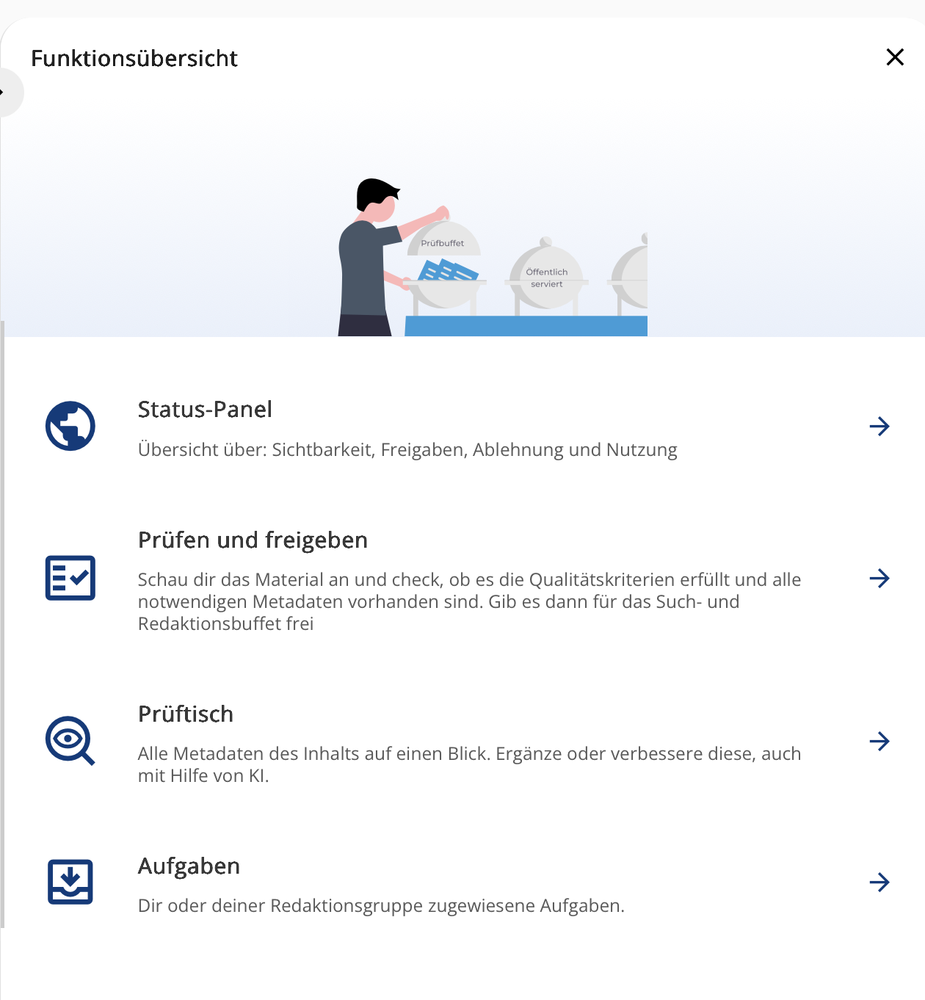 Funktionsübersicht
Prüfbuffet
Öffentlich
serviert
Status-Panel
Übersicht über: Sichtbarkeit, Freigaben, Ablehnung und Nutzung
Prüfen und freigeben
Schau dir das Material an und check, ob es die Qualitätskriterien erfüllt und alle
notwendigen Metadaten vorhanden sind. Gib es dann für das Such- und
Redaktionsbuffet frei
Prüftisch
Alle Metadaten des Inhalts auf einen Blick. Ergänze oder verbessere diese, auch
mit Hilfe von KI.
Aufgaben
Dir oder deiner Redaktionsgruppe zugewiesene Aufgaben.